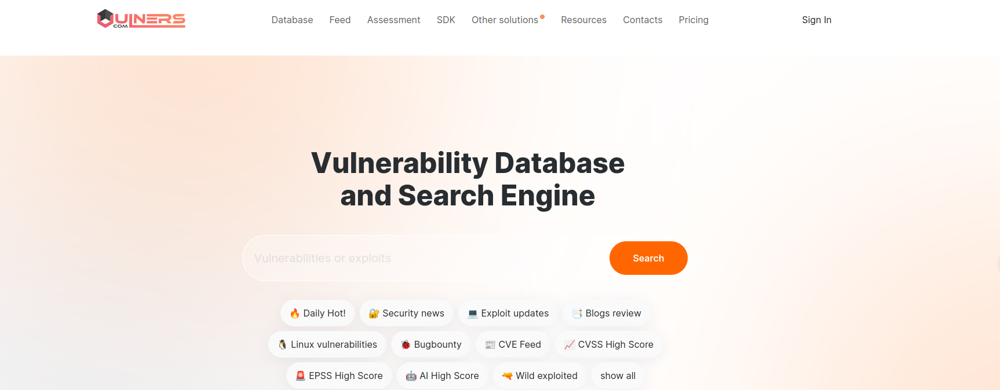 VULNERS
COM
Database Feed Assessment SDK Other solutions Resources Contacts Pricing Sign In
Vulnerability Database
and Search Engine
Vulnerabilities or exploits
Search
Daily Hot! Security news Exploit updates Blogs review
Linux vulnerabilities Bugbounty CVE Feed CVSS High Score
EPSS High Score AI High Score Wild exploited show all